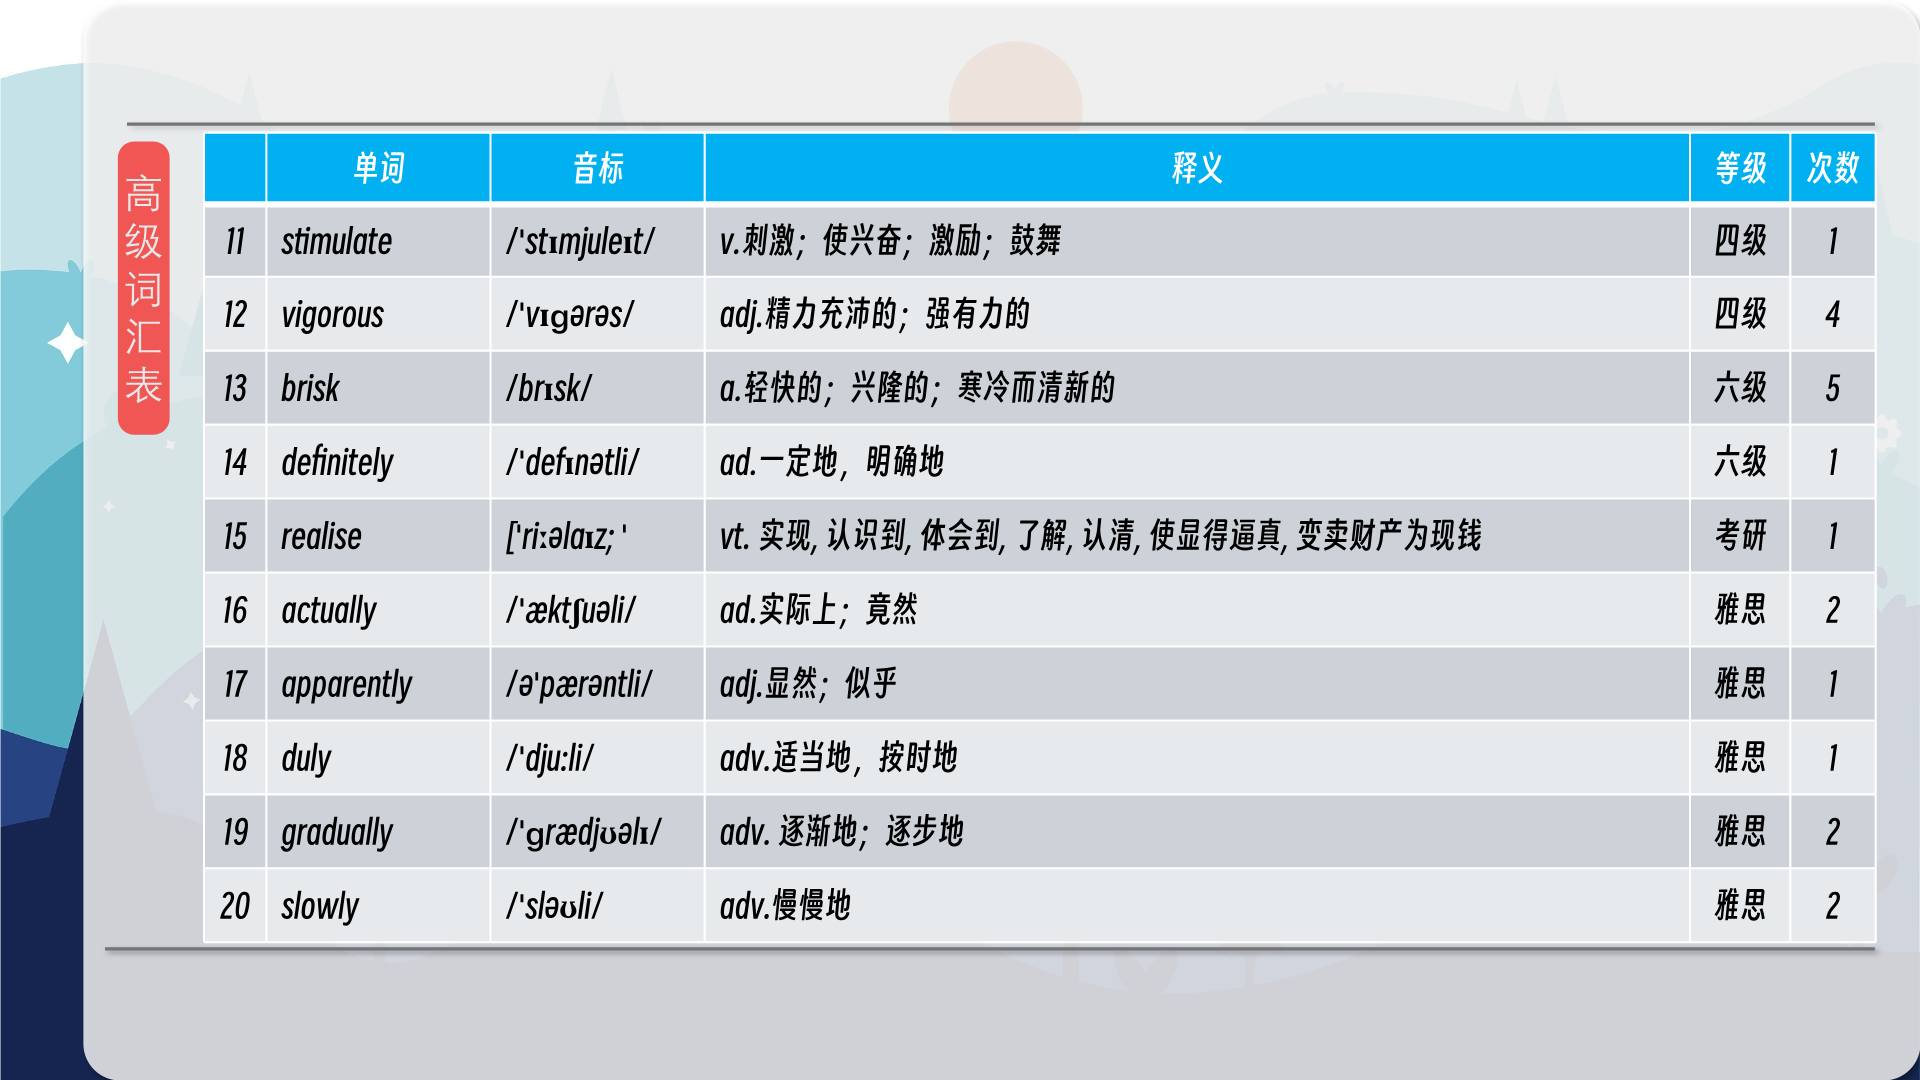 高级词汇表
单词 音标 释义 等级 次数
11 stimulate /'stɪmjuleɪt/ v.刺激；使兴奋；激励；鼓舞 四级 1
12 vigorous /'vɪɡərəs/ adj.精力充沛的；强有力的 四级 4
13 brisk /brɪsk/ a.轻快的；兴隆的；寒冷而清新的 六级 5
14 definitely /'defɪnətli/ ad.一定地，明确地 六级 1
15 realise ['riːəlaɪz; ' vt. 实现, 认识到, 体会到, 了解, 认清, 使显得逼真, 变卖财产为现钱 考研 1
16 actually /'æktʃuəli/ ad.实际上；竟然 雅思 2
17 apparently /ə'pærəntli/ adj.显然；似乎 雅思 1
18 duly /'dju:li/ adv.适当地，按时地 雅思 1
19 gradually /'ɡrædjʊəlɪ/ adv. 逐渐地；逐步地 雅思 2
20 slowly /'sləʊli/ adv.慢慢地 雅思 2